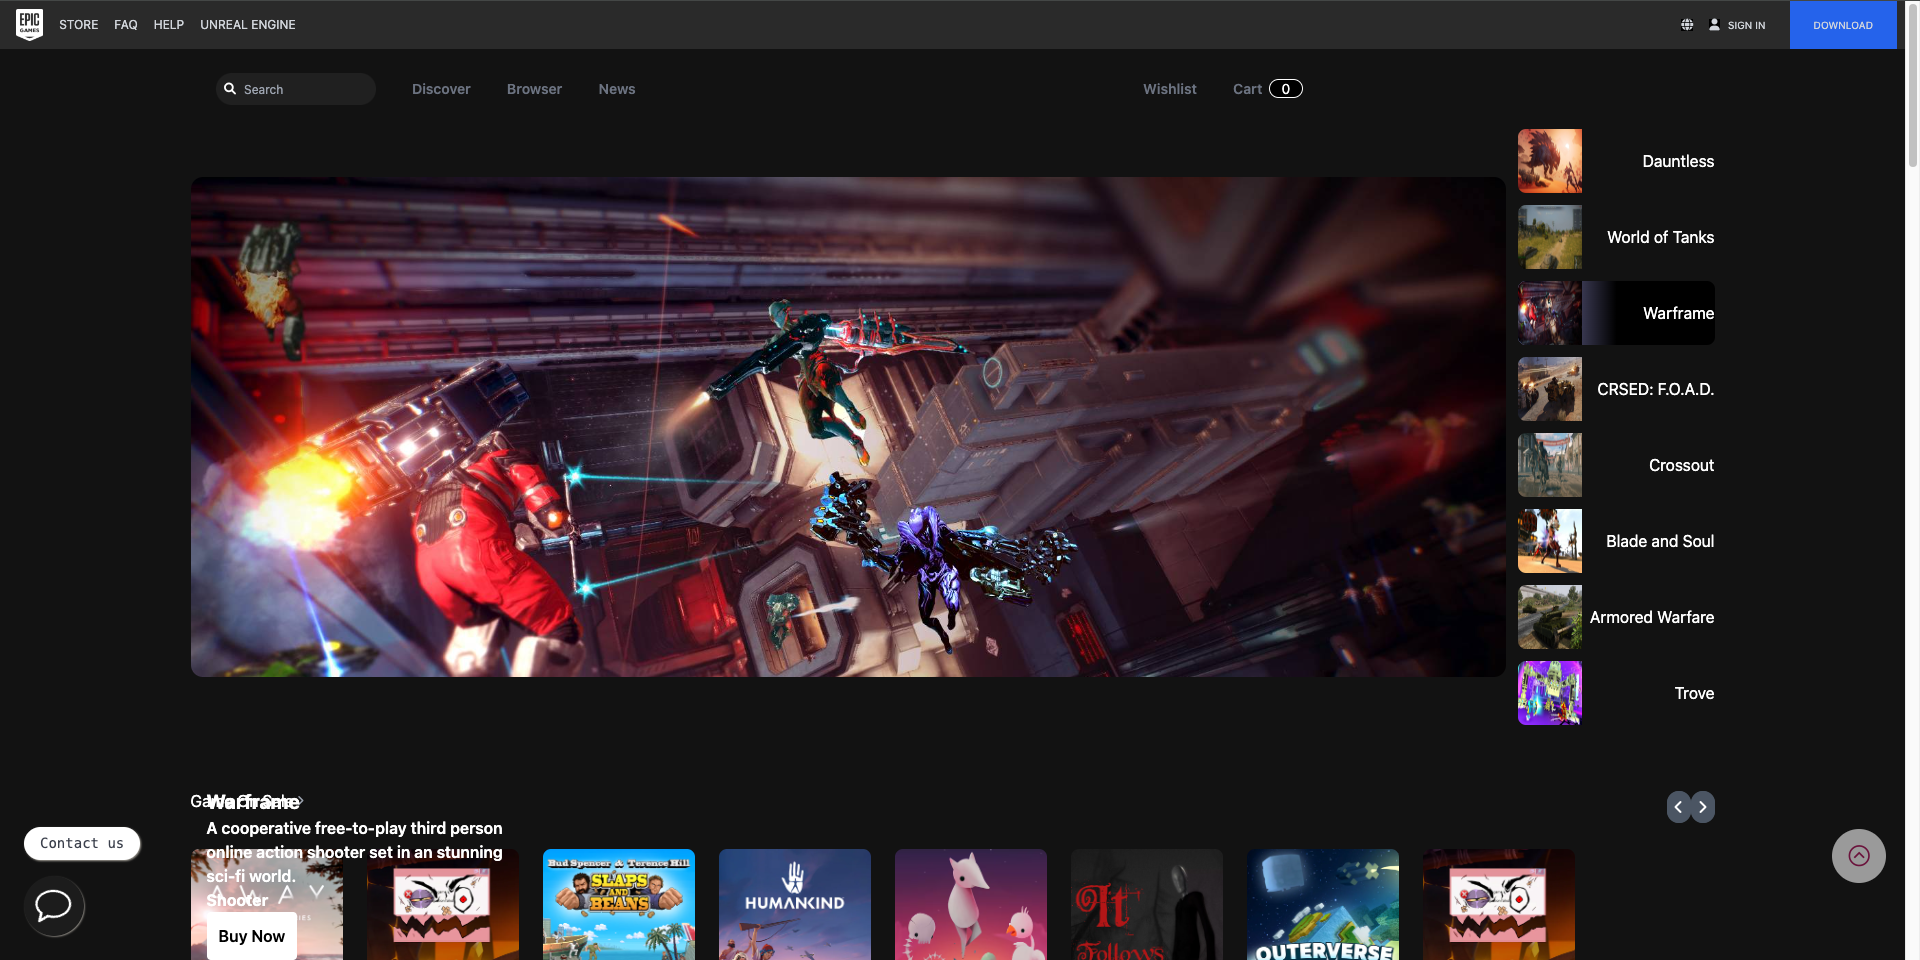 EPIC
GAMES
STORE
FAQ
HELP
UNREAL ENGINE
SIGN IN
DOWNLOAD
Search
Discover
Browser
News
Wishlist
Cart
0
Dauntless
World of Tanks
Warframe
CRSED: F.O.A.D.
Crossout
Blade and Soul
Armored Warfare
Trove
Warframe
A cooperative free-to-play third person
online action shooter set in an stunning
sci-fi world.
Shooter
Buy Now
Contact us
AWAY
Bud Spencer & Terence Hill
SLAPS
AND
BEANS
HUMANKIND
It
Follows
OUTERVERSE